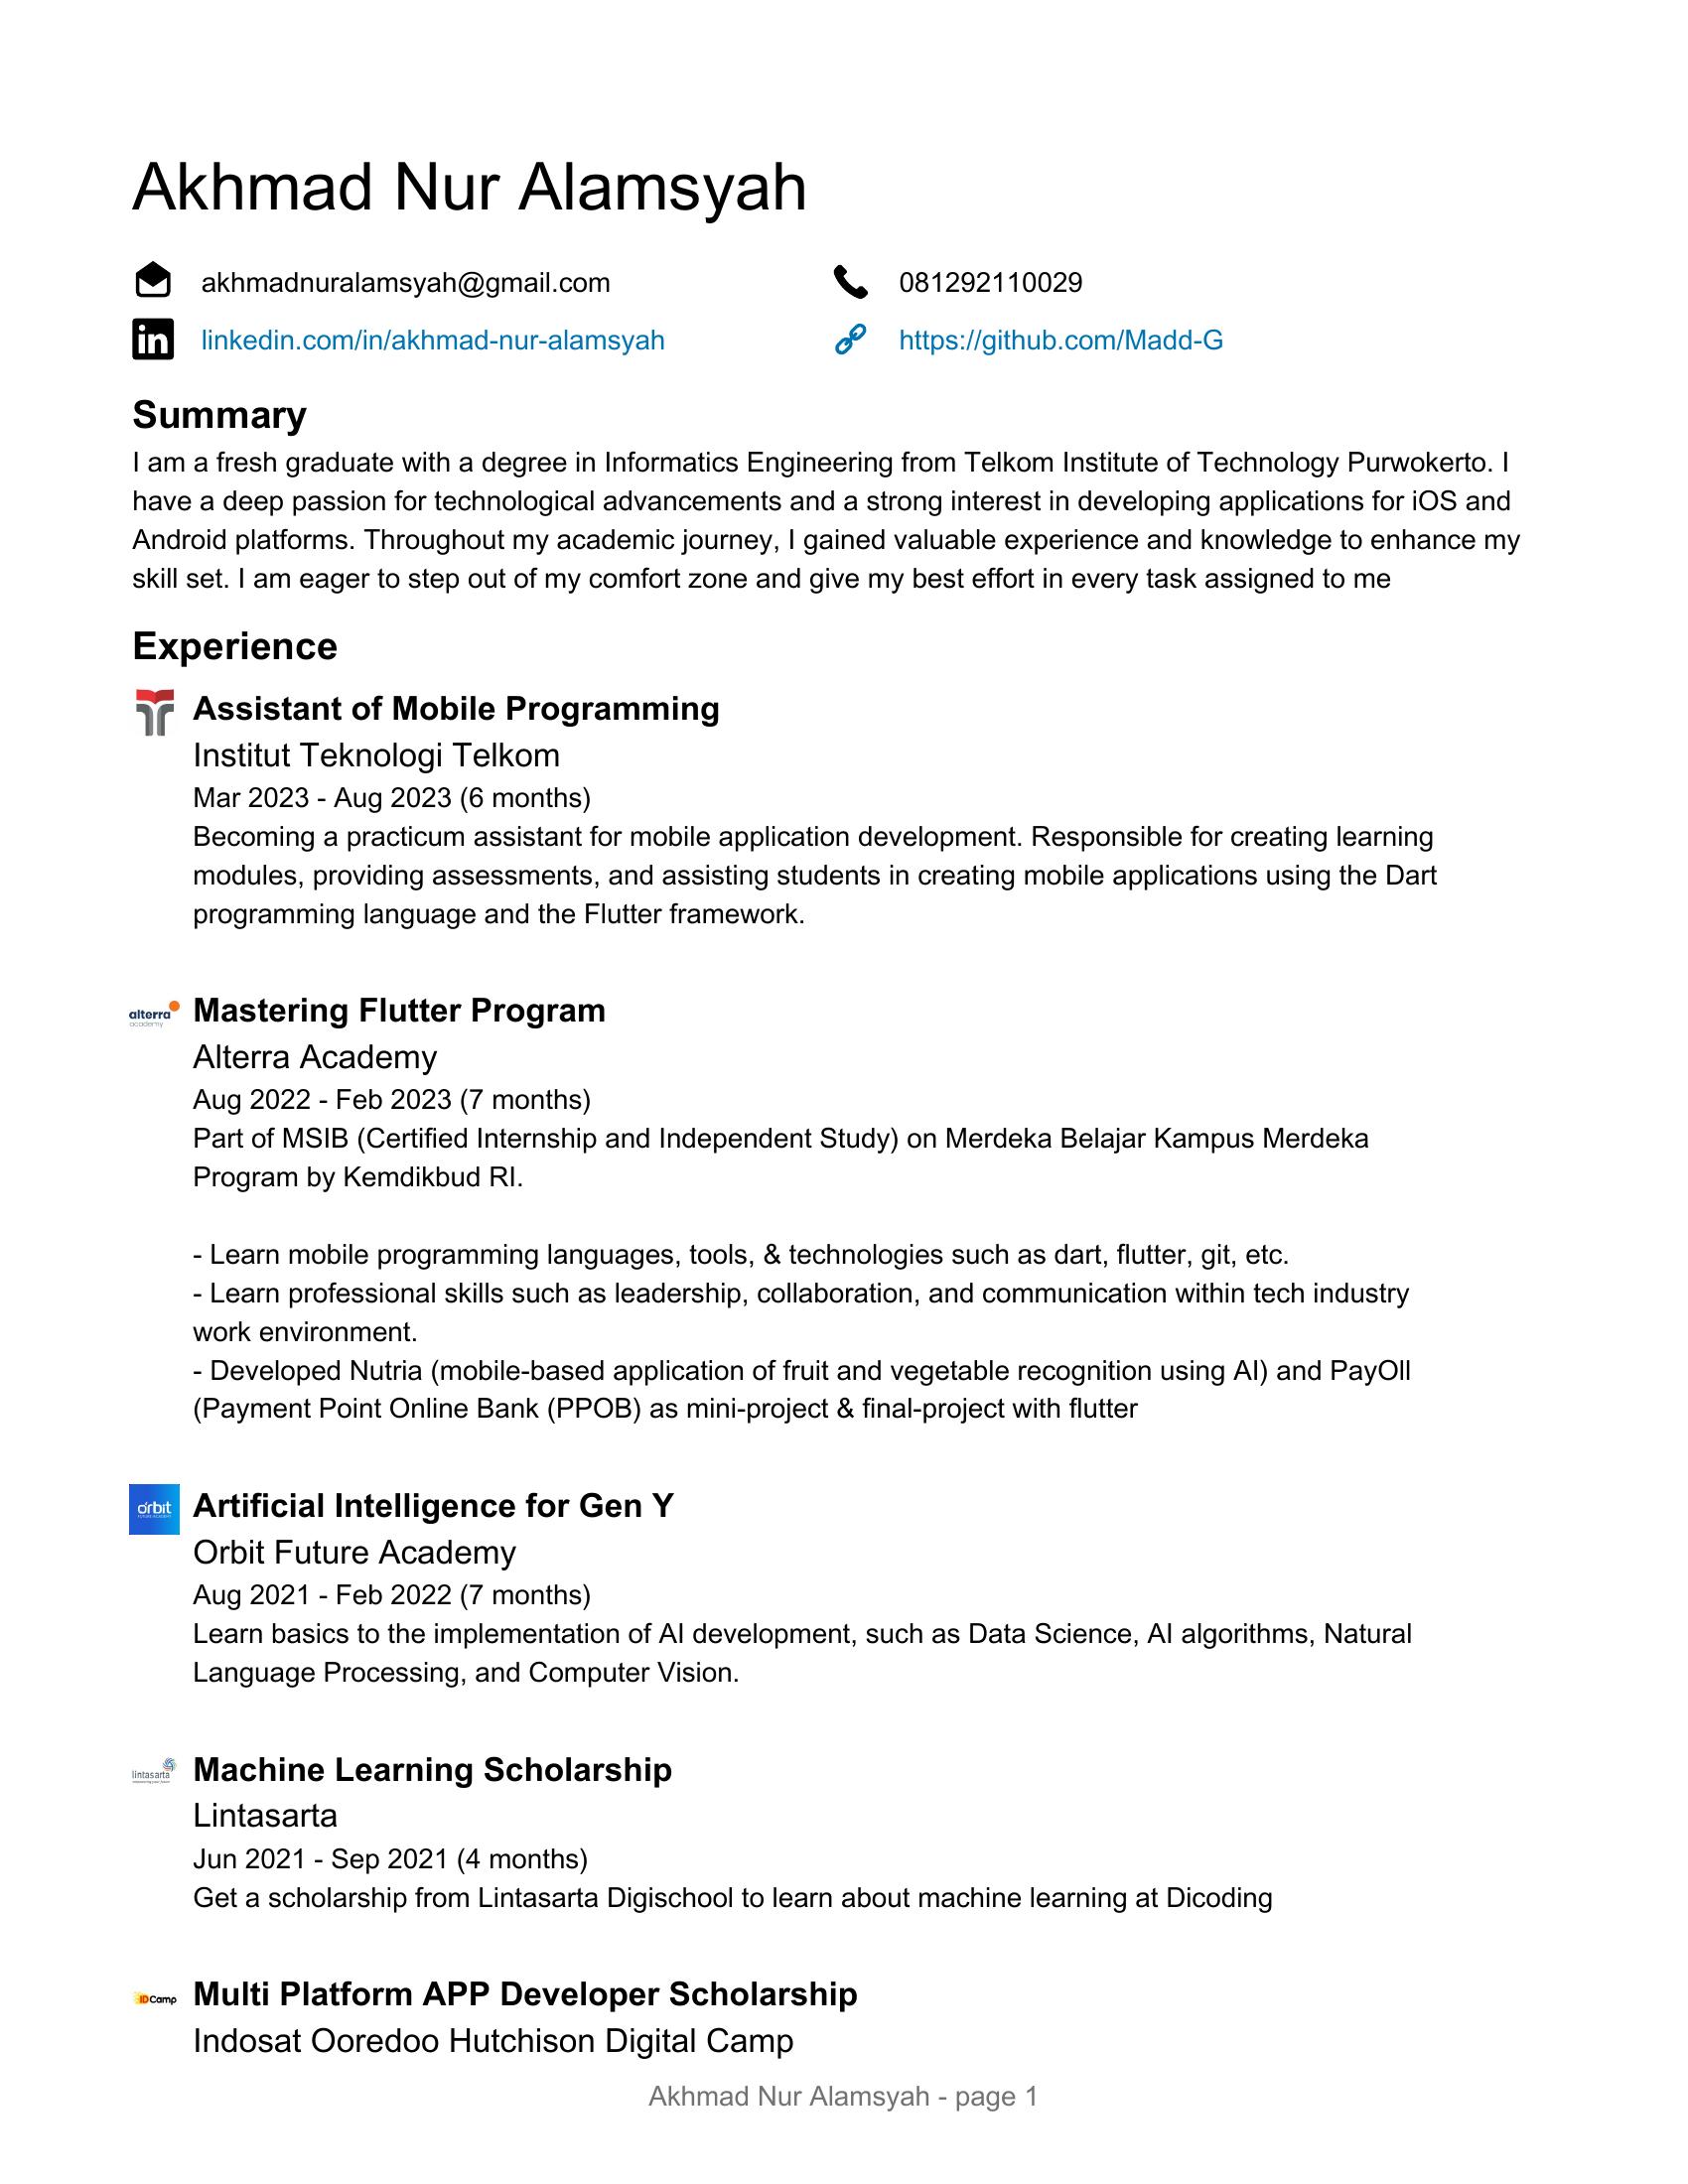 Akhmad Nur Alamsyah
akhmadnuralamsyah@gmail.com
081292110029
linkedin.com/in/akhmad-nur-alamsyah
https://github.com/Madd-G
Summary
I am a fresh graduate with a degree in Informatics Engineering from Telkom Institute of Technology Purwokerto. I
have a deep passion for technological advancements and a strong interest in developing applications for iOS and
Android platforms. Throughout my academic journey, I gained valuable experience and knowledge to enhance my
skill set. I am eager to step out of my comfort zone and give my best effort in every task assigned to me
Experience
Assistant of Mobile Programming
Institut Teknologi Telkom
Mar 2023 - Aug 2023 (6 months)
Becoming a practicum assistant for mobile application development. Responsible for creating learning
modules, providing assessments, and assisting students in creating mobile applications using the Dart
programming language and the Flutter framework.
alterra
academy
Mastering Flutter Program
Alterra Academy
Aug 2022 - Feb 2023 (7 months)
Part of MSIB (Certified Internship and Independent Study) on Merdeka Belajar Kampus Merdeka
Program by Kemdikbud RI.
- Learn mobile programming languages, tools, & technologies such as dart, flutter, git, etc.
- Learn professional skills such as leadership, collaboration, and communication within tech industry
work environment.
- Developed Nutria (mobile-based application of fruit and vegetable recognition using AI) and PayOll
(Payment Point Online Bank (PPOB) as mini-project & final-project with flutter
orbit
Artificial Intelligence for Gen Y
Orbit Future Academy
Aug 2021 - Feb 2022 (7 months)
Learn basics to the implementation of AI development, such as Data Science, AI algorithms, Natural
Language Processing, and Computer Vision.
lintasarta
Machine Learning Scholarship
Lintasarta
Jun 2021 - Sep 2021 (4 months)
Get a scholarship from Lintasarta Digischool to learn about machine learning at Dicoding
IDCamp
Multi Platform APP Developer Scholarship
Indosat Ooredoo Hutchison Digital Camp
Akhmad Nur Alamsyah - page 1